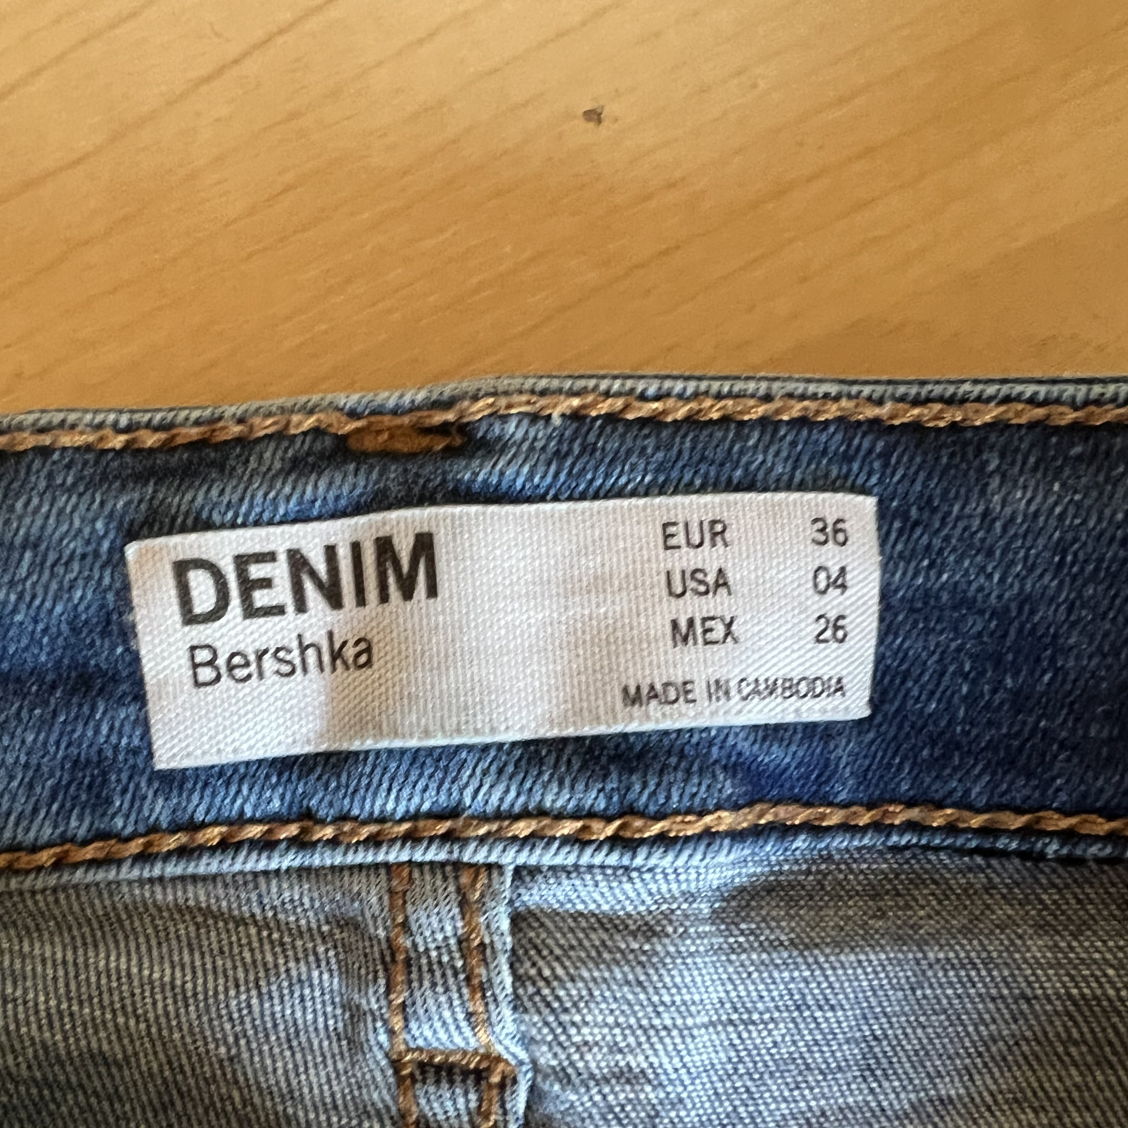 DENIM
Bershka
EUR 36
USA 04
MEX 26
MADE IN CAMBODIA